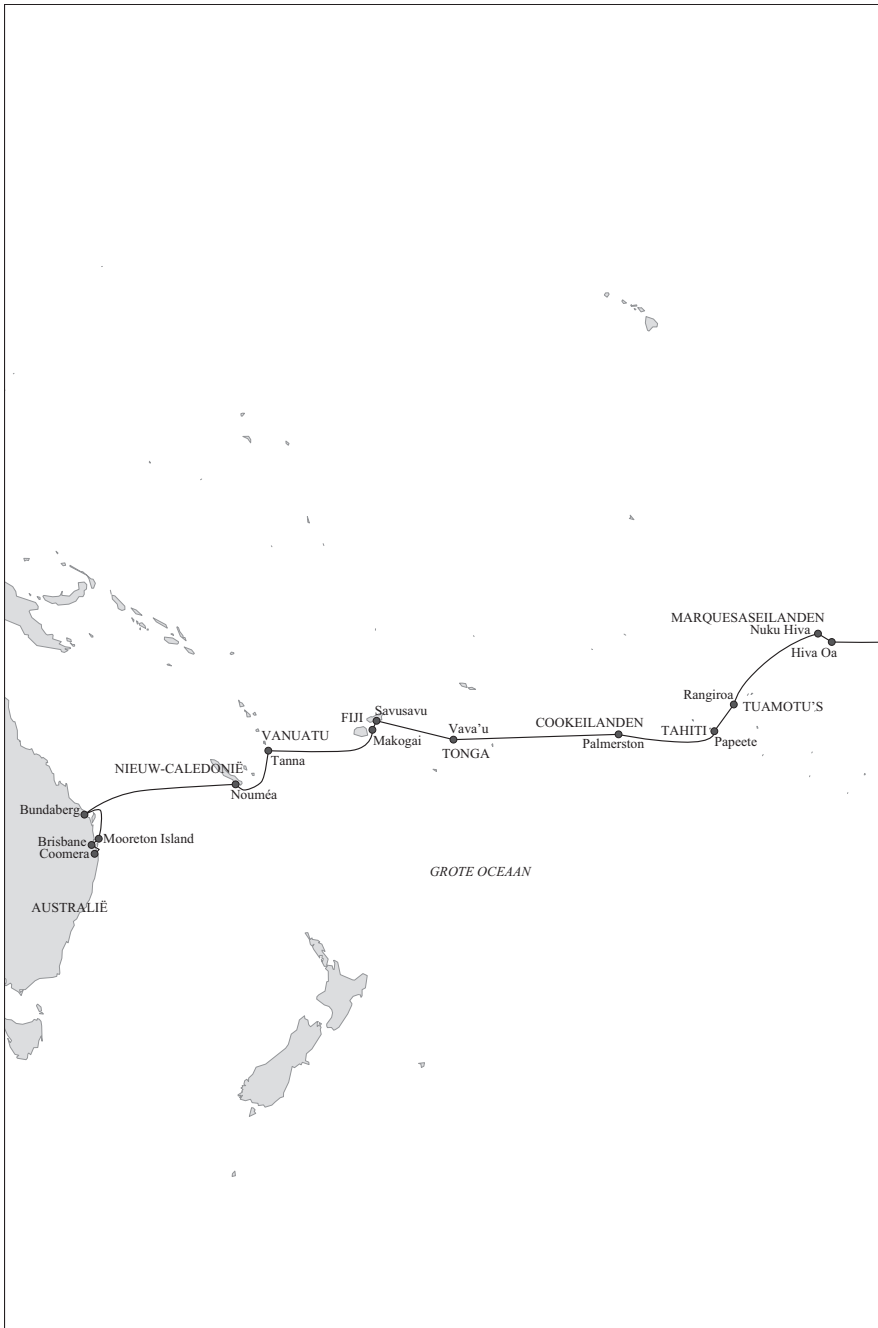 MARQUESASEILANDEN
Nuku Hiva
Hiva Oa
Rangiroa
TUAMOTU'S
TAHITI
Papeete
COOKEILANDEN
Palmerston
Vava'u
TONGA
FIJI
Savusavu
Makogai
VANUATU
Tanna
NIEUW-CALEDONIË
Nouméa
Bundaberg
Mooreton Island
Brisbane
Coomera
GROTE OCEAAN
AUSTRALIË